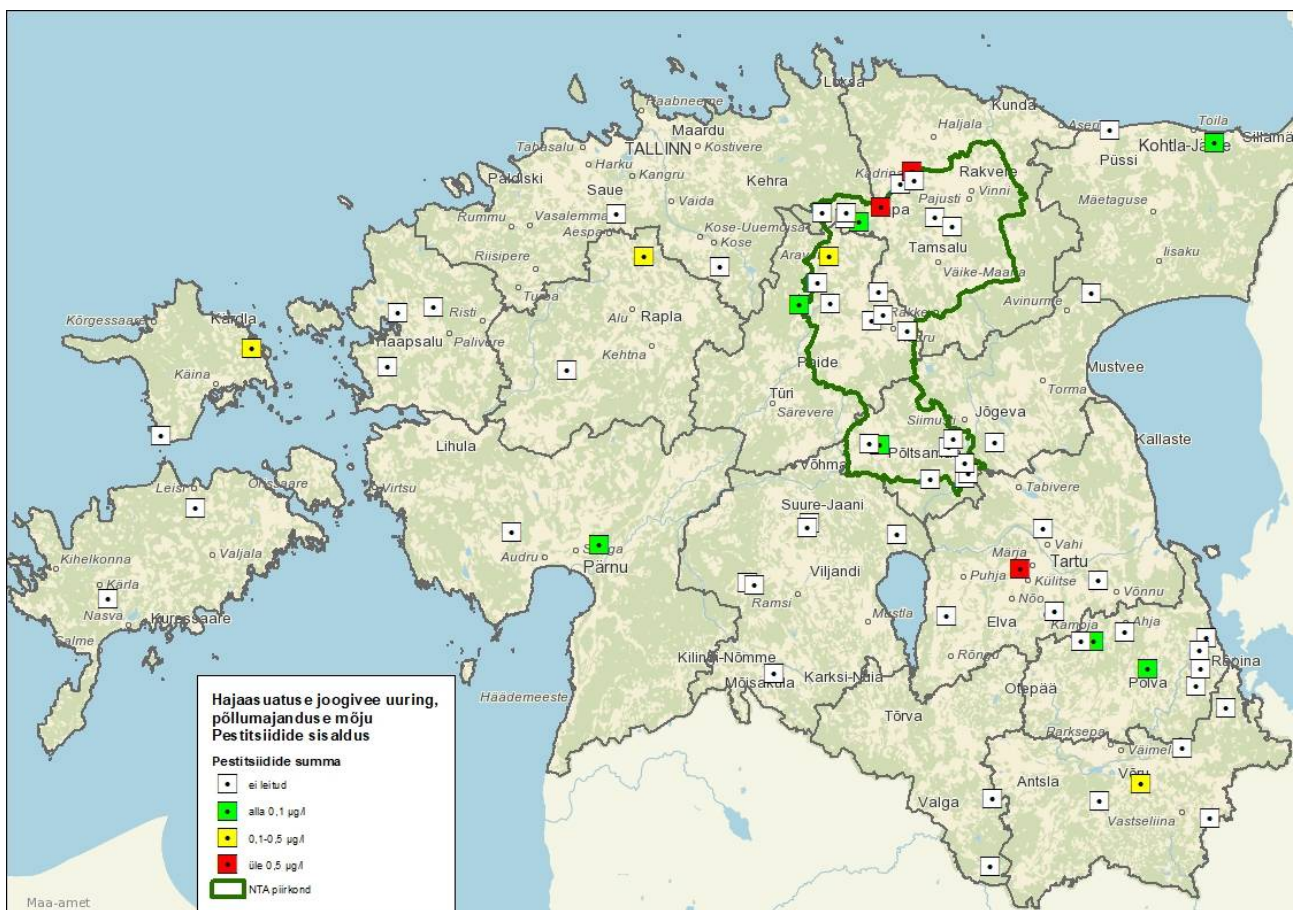 Loksa
Kunda
Haabneeme
Maardu
Haljala
Aseri
Toila
Sillamä
Tabasalu
TALLINN
Kostivere
Kohtla-Järve
Harku
Kadrina
Rakvere
Püssi
Paldiski
Kangru
Kehra
Saue
Vinni
Mäetaguse
Rummu
Vasalemma
Vaida
Pajusti
Aespa
Kose-Uuemõisa
Kose
Tamsalu
Iisaku
Riisipere
Väike-Maarja
Turba
Avinurme
Kõrgessaare
Kärdla
Risti
Alu
Rapla
Rakke
Haapsalu
Palivere
Kehtna
Paide
Mustvee
Käina
Türi
Torma
Särevere
Siimusti
Jõgeva
Kallaste
Lihula
Põltsamaa
Võhma
Leisi
Orissaare
Virtsu
Tabivere
Suure-Jaani
Kihelkonna
Valjala
Audru
Vahi
Märja
Tartu
Kärla
Pärnu
Viljandi
Puhja
Külitse
Ramsi
Nõo
Võnnu
Nasva
Kuressaare
Mustla
Elva
Kambja
Ahja
Salme
Kilingi-Nõmme
Rõngu
Räpina
Mõisaküla
Karksi-Nuia
Otepää
Põlva
Häädemeeste
Tõrva
Parksepa
Väimela
Antsla
Võru
Valga
Vastseliina
Hajaasustuse joogivee uuring,
põllumajanduse mõju
Pestitsiidide sisaldus
Pestitsiidide summa
ei leitud
alla 0,1 µg/l
0,1-0,5 µg/l
üle 0,5 µg/l
NTA piirkond
Maa-amet